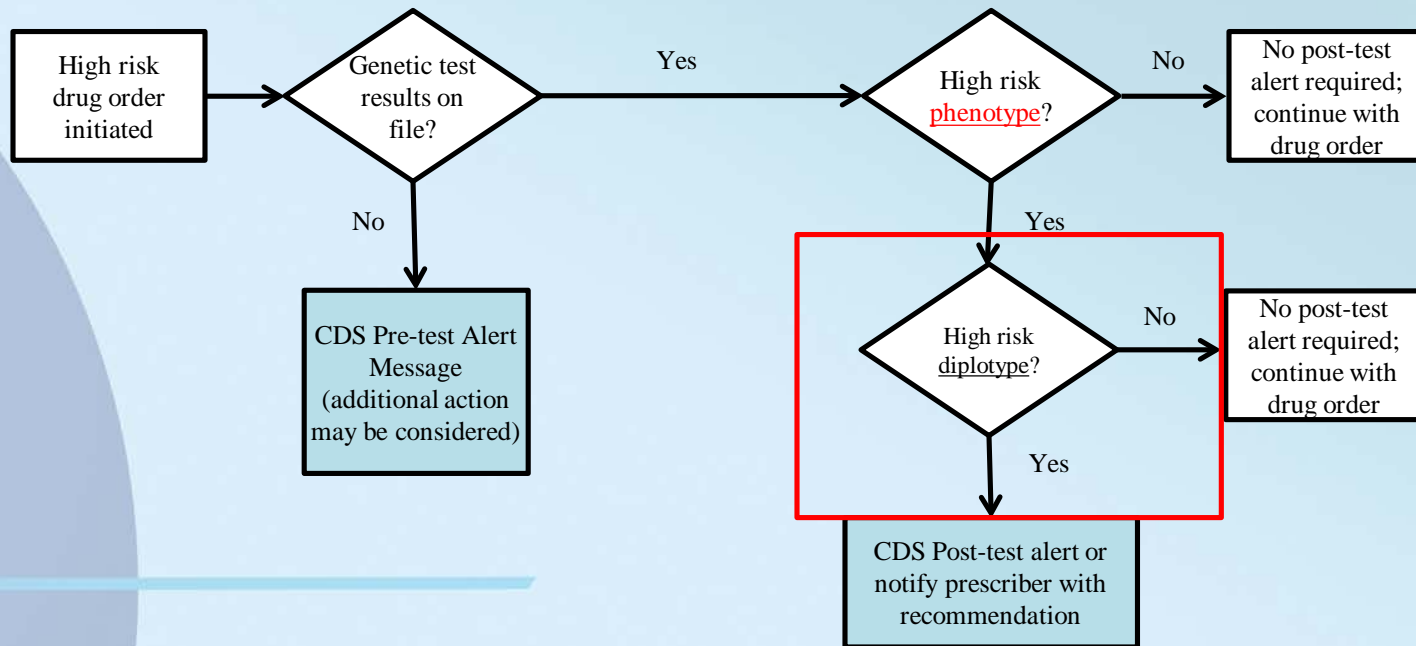 High risk
drug order
initiated
Genetic test
results on
file?
Yes
High risk
phenotype?
No
No post-test
alert required;
continue with
drug order
No
Yes
CDS Pre-test Alert
Message
(additional action
may be considered)
High risk
diplotype?
No
No post-test
alert required;
continue with
drug order
Yes
CDS Post-test alert or
notify prescriber with
recommendation